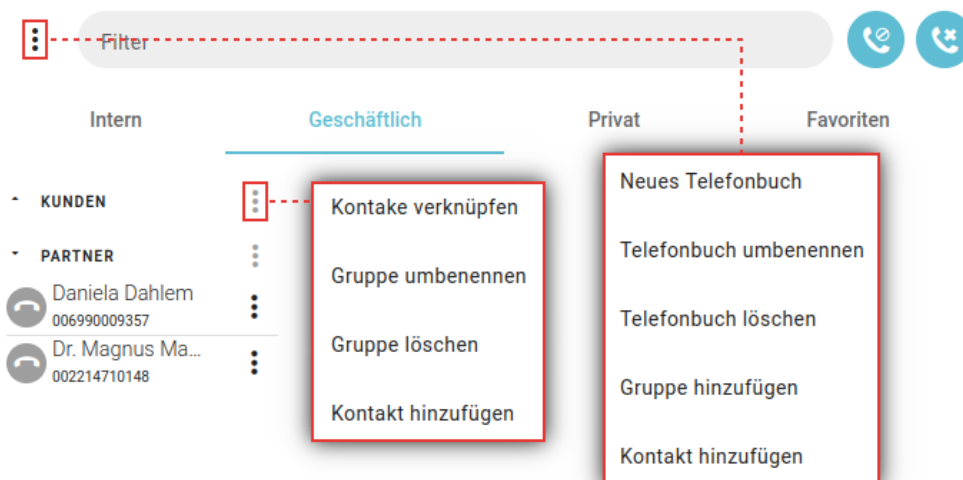 Filter
Intern
Geschäftlich
Privat
Favoriten
KUNDEN
PARTNER
Daniela Dahlem
006990009357
Dr. Magnus Ma...
002214710148
Kontake verknüpfen
Gruppe umbenennen
Gruppe löschen
Kontakt hinzufügen
Neues Telefonbuch
Telefonbuch umbenennen
Telefonbuch löschen
Gruppe hinzufügen
Kontakt hinzufügen